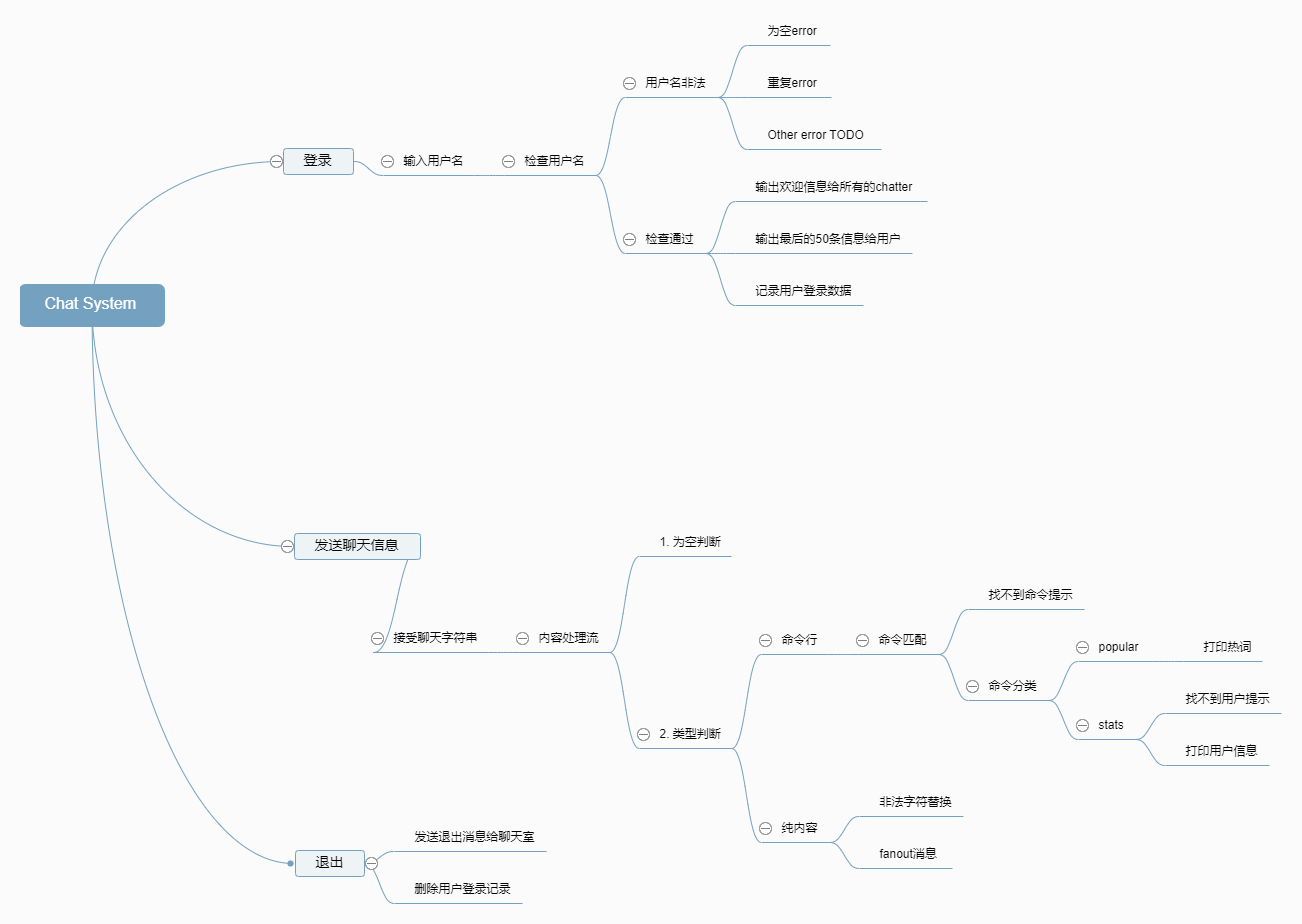 Chat System
登录
输入用户名
检查用户名
用户名非法
为空error
重复error
Other error TODO
检查通过
输出欢迎信息给所有的chatter
输出最后的50条信息给用户
记录用户登录数据
发送聊天信息
接受聊天字符串
内容处理流
1. 为空判断
2. 类型判断
命令行
命令匹配
找不到命令提示
命令分类
popular
打印热词
stats
找不到用户提示
打印用户信息
纯内容
非法字符替换
fanout消息
退出
发送退出消息给聊天室
删除用户登录记录